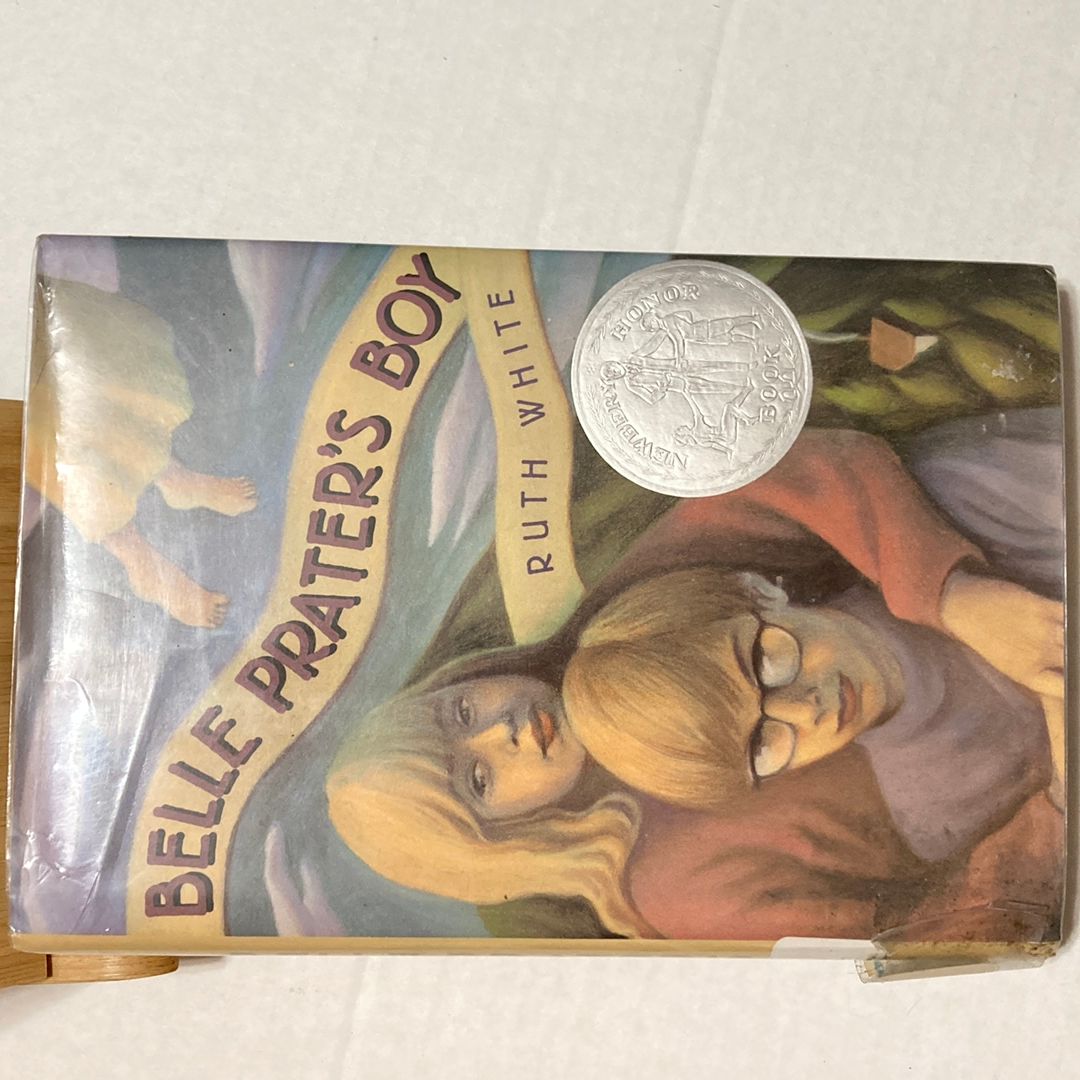 BELLE PRATER'S BOY
RUTH WHITE
NEWBERY HONOR BOOK